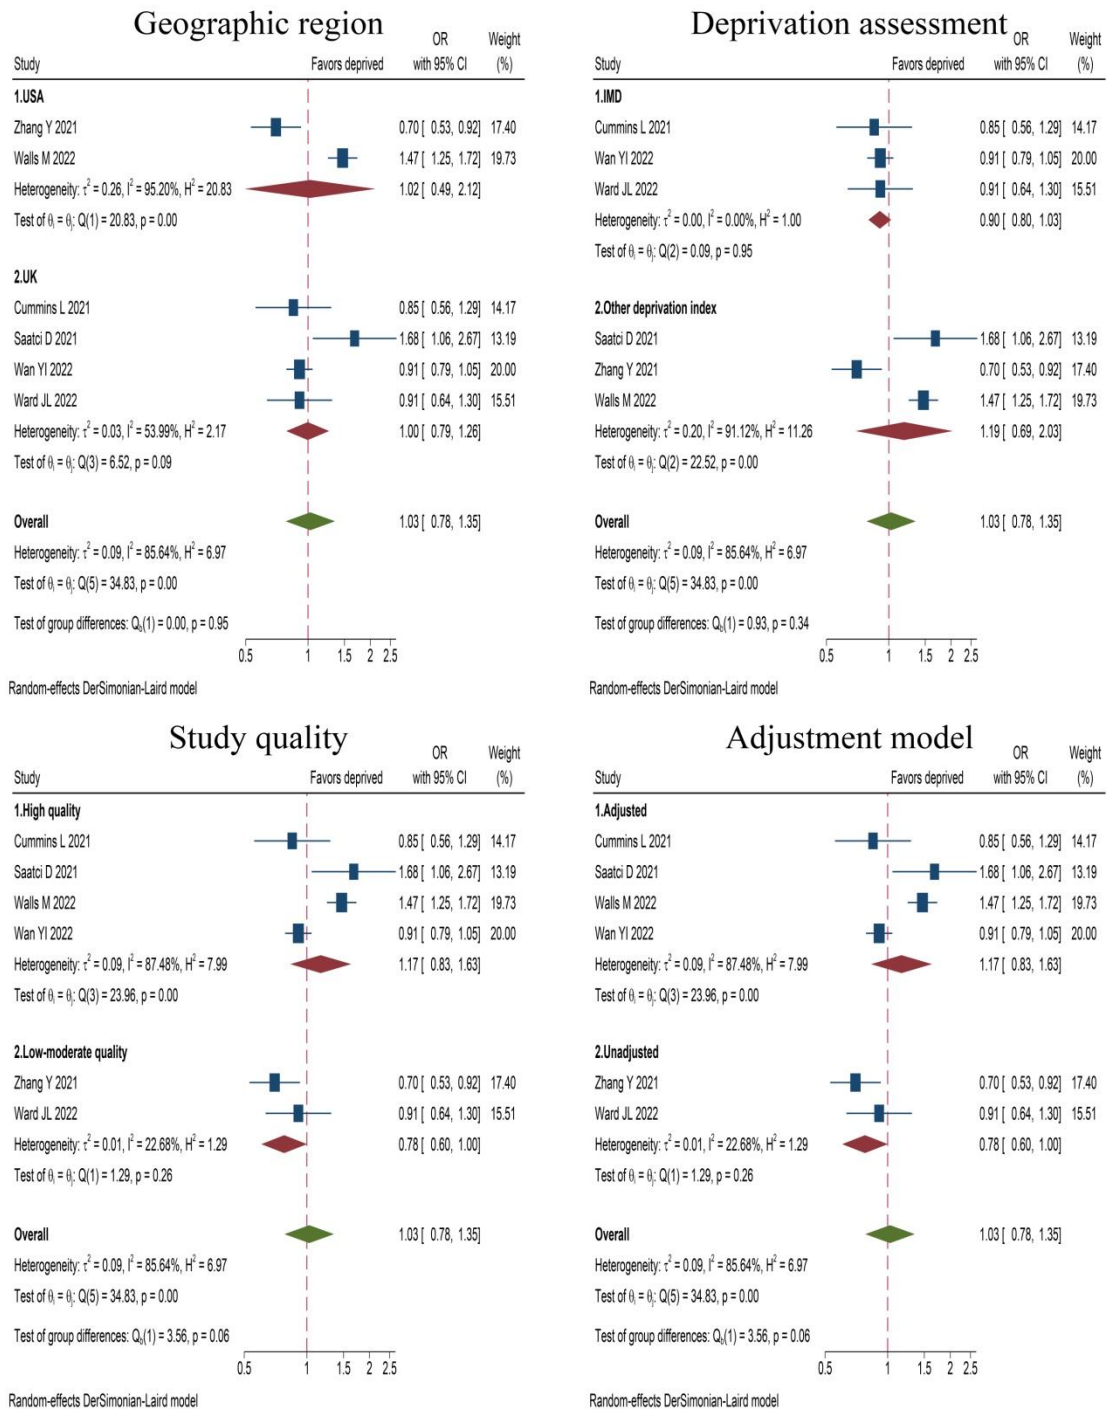 Geographic region
OR Weight
Study Favors deprived with 95% CI (%)
1.USA
Zhang Y 2021 0.70 [ 0.53, 0.92] 17.40
Walls M 2022 1.47 [ 1.25, 1.72] 19.73
Heterogeneity: τ² = 0.26, I² = 95.20%, H² = 20.83 1.02 [ 0.49, 2.12]
Test of θᵢ = θⱼ: Q(1) = 20.83, p = 0.00
2.UK
Cummins L 2021 0.85 [ 0.56, 1.29] 14.17
Saatci D 2021 1.68 [ 1.06, 2.67] 13.19
Wan YI 2022 0.91 [ 0.79, 1.05] 20.00
Ward JL 2022 0.91 [ 0.64, 1.30] 15.51
Heterogeneity: τ² = 0.03, I² = 53.99%, H² = 2.17 1.00 [ 0.79, 1.26]
Test of θᵢ = θⱼ: Q(3) = 6.52, p = 0.09
Overall 1.03 [ 0.78, 1.35]
Heterogeneity: τ² = 0.09, I² = 85.64%, H² = 6.97
Test of θᵢ = θⱼ: Q(5) = 34.83, p = 0.00
Test of group differences: Q_b(1) = 0.00, p = 0.95
0.5 1 1.5 2 2.5
Random-effects DerSimonian-Laird model
Deprivation assessment
OR Weight
Study Favors deprived with 95% CI (%)
1.IMD
Cummins L 2021 0.85 [ 0.56, 1.29] 14.17
Wan YI 2022 0.91 [ 0.79, 1.05] 20.00
Ward JL 2022 0.91 [ 0.64, 1.30] 15.51
Heterogeneity: τ² = 0.00, I² = 0.00%, H² = 1.00 0.90 [ 0.80, 1.03]
Test of θᵢ = θⱼ: Q(2) = 0.09, p = 0.95
2.Other deprivation index
Saatci D 2021 1.68 [ 1.06, 2.67] 13.19
Zhang Y 2021 0.70 [ 0.53, 0.92] 17.40
Walls M 2022 1.47 [ 1.25, 1.72] 19.73
Heterogeneity: τ² = 0.20, I² = 91.12%, H² = 11.26 1.19 [ 0.69, 2.03]
Test of θᵢ = θⱼ: Q(2) = 22.52, p = 0.00
Overall 1.03 [ 0.78, 1.35]
Heterogeneity: τ² = 0.09, I² = 85.64%, H² = 6.97
Test of θᵢ = θⱼ: Q(5) = 34.83, p = 0.00
Test of group differences: Q_b(1) = 0.93, p = 0.34
0.5 1 1.5 2 2.5
Random-effects DerSimonian-Laird model
Study quality
OR Weight
Study Favors deprived with 95% CI (%)
1.High quality
Cummins L 2021 0.85 [ 0.56, 1.29] 14.17
Saatci D 2021 1.68 [ 1.06, 2.67] 13.19
Walls M 2022 1.47 [ 1.25, 1.72] 19.73
Wan YI 2022 0.91 [ 0.79, 1.05] 20.00
Heterogeneity: τ² = 0.09, I² = 87.48%, H² = 7.99 1.17 [ 0.83, 1.63]
Test of θᵢ = θⱼ: Q(3) = 23.96, p = 0.00
2.Low-moderate quality
Zhang Y 2021 0.70 [ 0.53, 0.92] 17.40
Ward JL 2022 0.91 [ 0.64, 1.30] 15.51
Heterogeneity: τ² = 0.01, I² = 22.68%, H² = 1.29 0.78 [ 0.60, 1.00]
Test of θᵢ = θⱼ: Q(1) = 1.29, p = 0.26
Overall 1.03 [ 0.78, 1.35]
Heterogeneity: τ² = 0.09, I² = 85.64%, H² = 6.97
Test of θᵢ = θⱼ: Q(5) = 34.83, p = 0.00
Test of group differences: Q_b(1) = 3.56, p = 0.06
0.5 1 1.5 2 2.5
Random-effects DerSimonian-Laird model
Adjustment model
OR Weight
Study Favors deprived with 95% CI (%)
1.Adjusted
Cummins L 2021 0.85 [ 0.56, 1.29] 14.17
Saatci D 2021 1.68 [ 1.06, 2.67] 13.19
Walls M 2022 1.47 [ 1.25, 1.72] 19.73
Wan YI 2022 0.91 [ 0.79, 1.05] 20.00
Heterogeneity: τ² = 0.09, I² = 87.48%, H² = 7.99 1.17 [ 0.83, 1.63]
Test of θᵢ = θⱼ: Q(3) = 23.96, p = 0.00
2.Unadjusted
Zhang Y 2021 0.70 [ 0.53, 0.92] 17.40
Ward JL 2022 0.91 [ 0.64, 1.30] 15.51
Heterogeneity: τ² = 0.01, I² = 22.68%, H² = 1.29 0.78 [ 0.60, 1.00]
Test of θᵢ = θⱼ: Q(1) = 1.29, p = 0.26
Overall 1.03 [ 0.78, 1.35]
Heterogeneity: τ² = 0.09, I² = 85.64%, H² = 6.97
Test of θᵢ = θⱼ: Q(5) = 34.83, p = 0.00
Test of group differences: Q_b(1) = 3.56, p = 0.06
0.5 1 1.5 2 2.5
Random-effects DerSimonian-Laird model